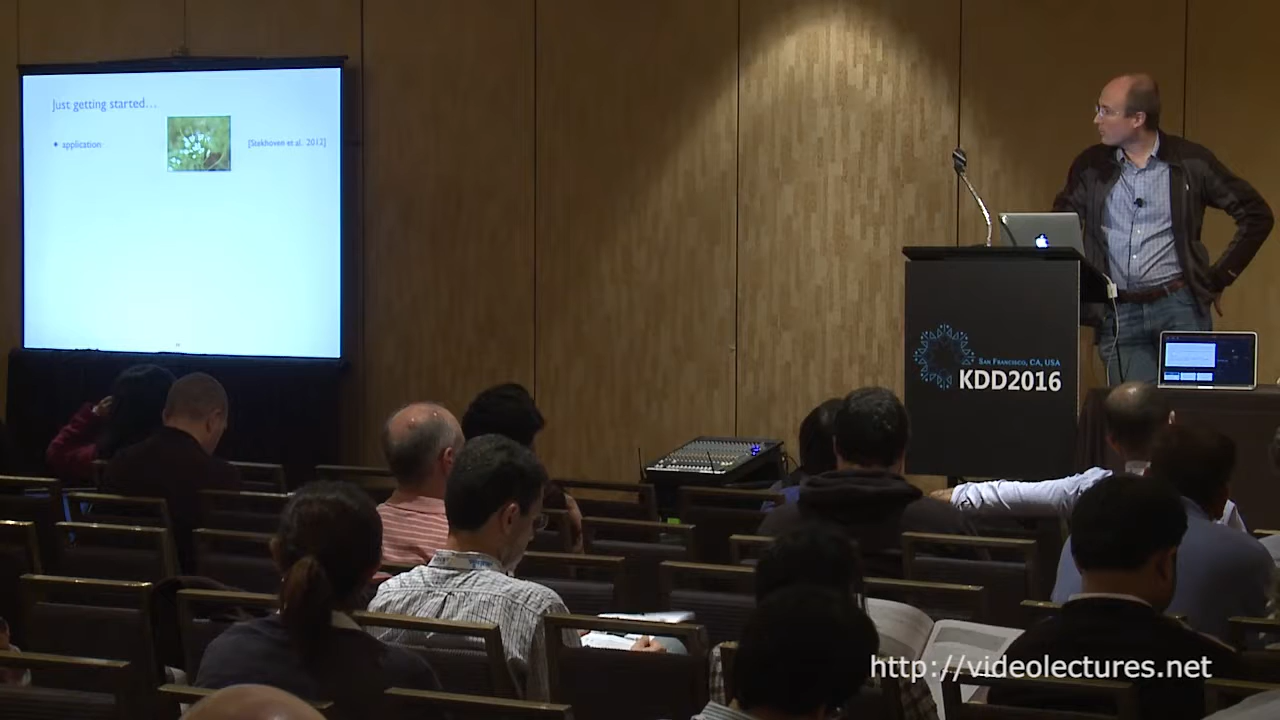 Just getting started...
• application
[Stekhoven et al. 2012]
SAN FRANCISCO, CA, USA
KDD2016
http://videolectures.net